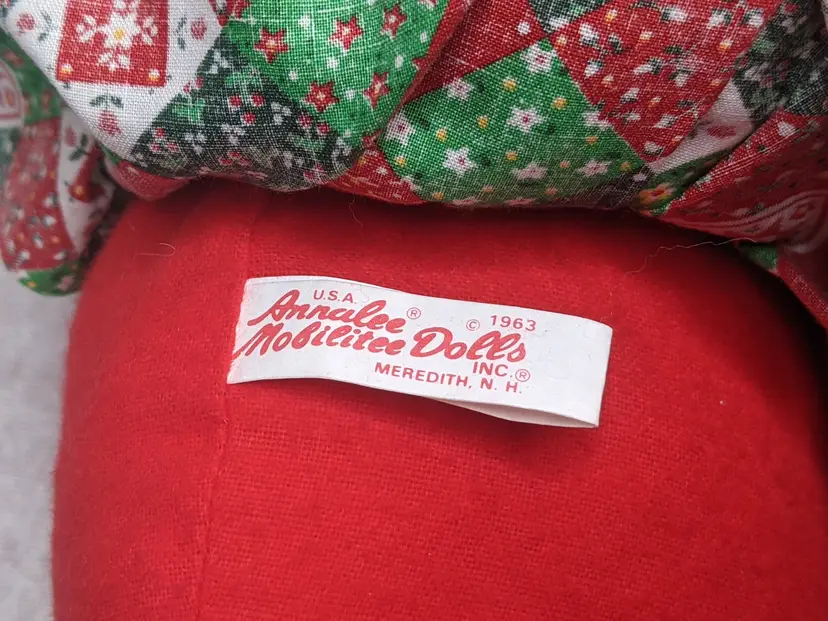 U.S.A.
Annalee® © 1963
Mobilitee Dolls
INC.®
MEREDITH, N. H.